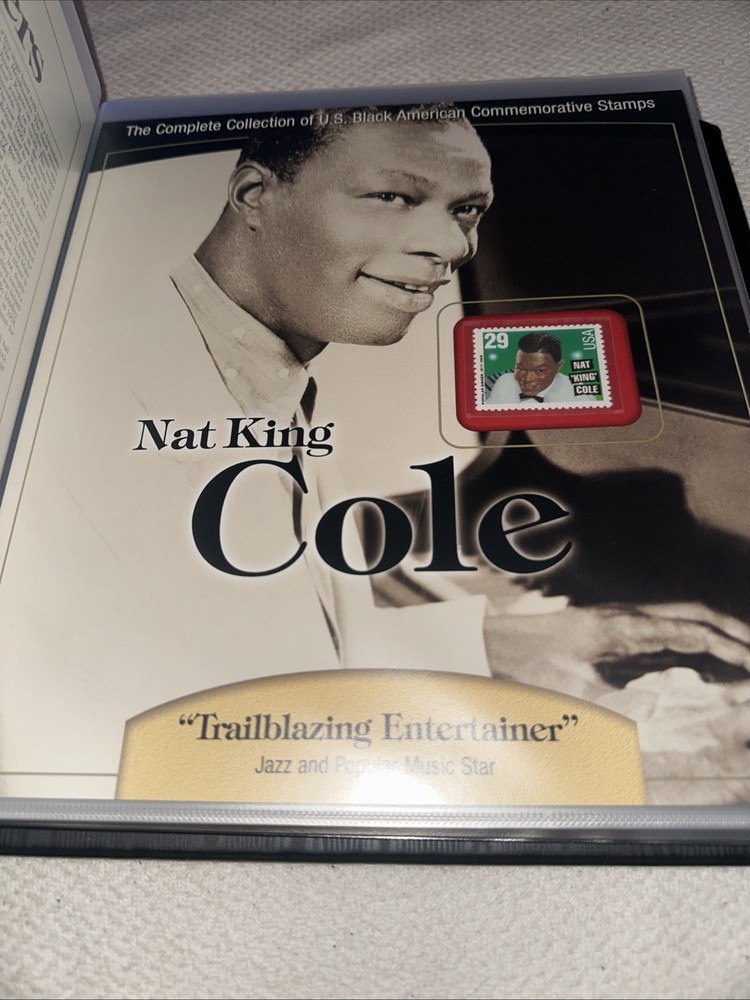 ers
The Complete Collection of U.S. Black American Commemorative Stamps
29
USA
NAT
'KING'
COLE
Nat King
Cole
“Trailblazing Entertainer”
Jazz and Popular Music Star